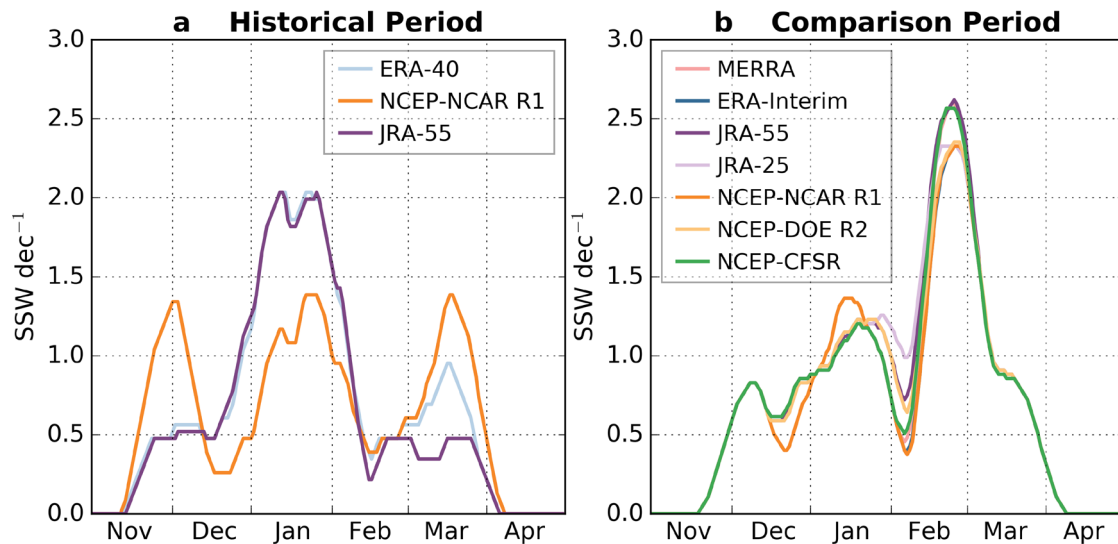 a Historical Period
SSW dec⁻¹
3.0
2.5
2.0
1.5
1.0
0.5
0.0
ERA-40
NCEP-NCAR R1
JRA-55
Nov Dec Jan Feb Mar Apr
b Comparison Period
SSW dec⁻¹
3.0
2.5
2.0
1.5
1.0
0.5
0.0
MERRA
ERA-Interim
JRA-55
JRA-25
NCEP-NCAR R1
NCEP-DOE R2
NCEP-CFSR
Nov Dec Jan Feb Mar Apr